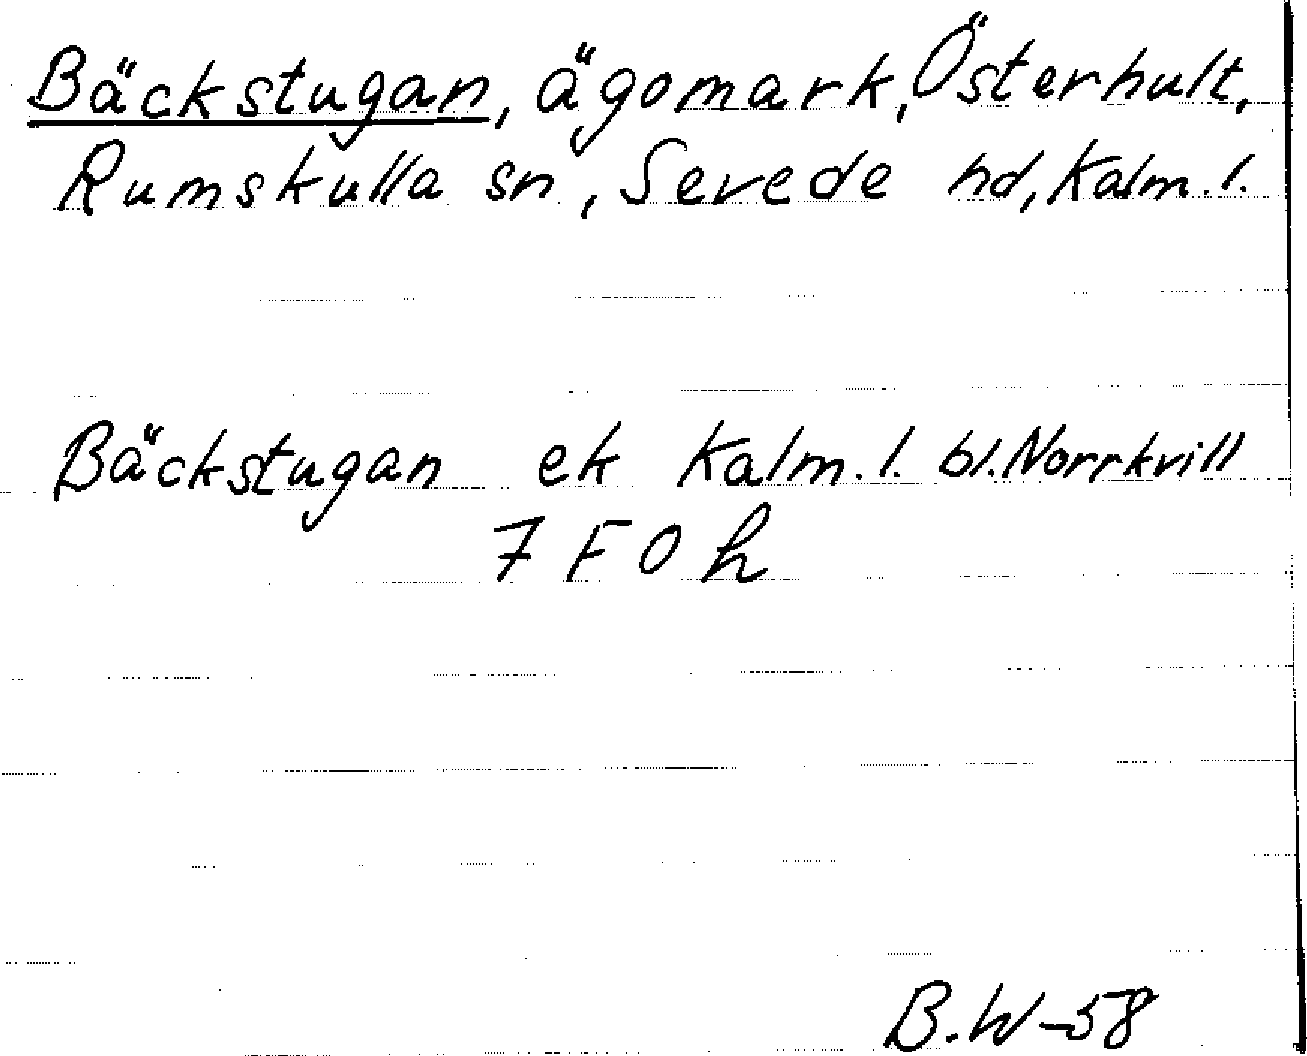 Bäckstugan, ägomark, Österhult,
Rumskulla sn, Sevede hd, Kalm. l.
Bäckstugan ek Kalm. l. bl. Norrkvill
7 F 0 h
B.W-58